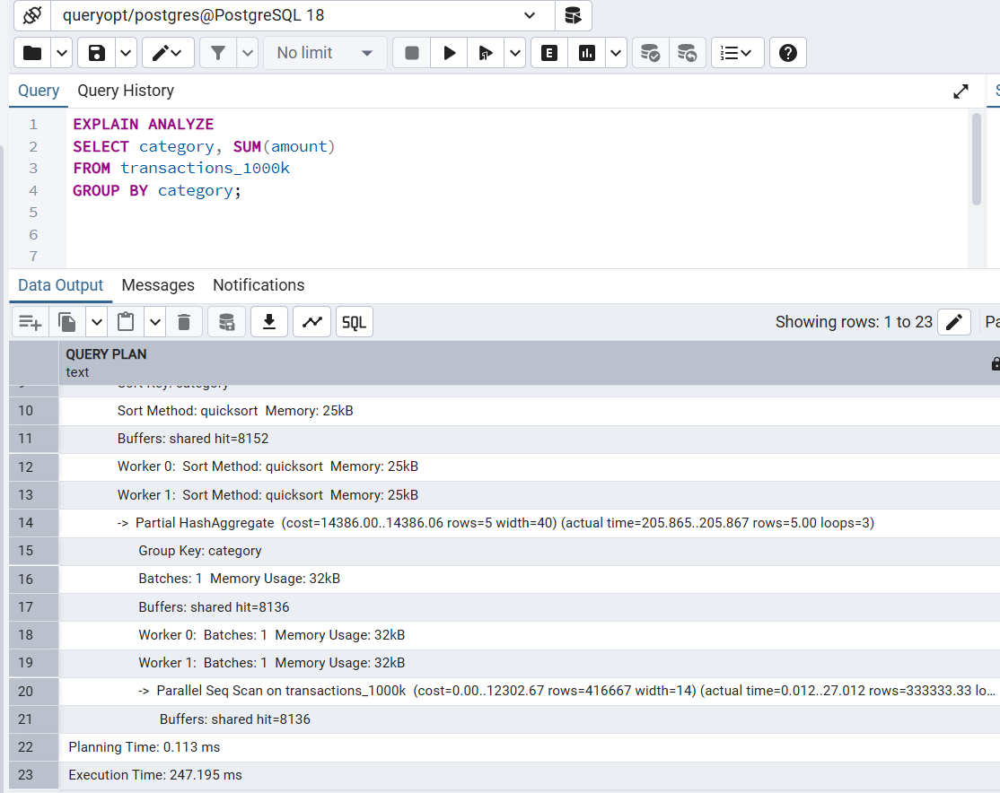 queryopt/postgres@PostgreSQL 18
No limit
E
Query Query History
1 EXPLAIN ANALYZE
2 SELECT category, SUM(amount)
3 FROM transactions_1000k
4 GROUP BY category;
5
6
7
Data Output Messages Notifications
SQL Showing rows: 1 to 23
QUERY PLAN
text
9 Sort Key: category
10 Sort Method: quicksort Memory: 25kB
11 Buffers: shared hit=8152
12 Worker 0: Sort Method: quicksort Memory: 25kB
13 Worker 1: Sort Method: quicksort Memory: 25kB
14 -> Partial HashAggregate (cost=14386.00..14386.06 rows=5 width=40) (actual time=205.865..205.867 rows=5.00 loops=3)
15 Group Key: category
16 Batches: 1 Memory Usage: 32kB
17 Buffers: shared hit=8136
18 Worker 0: Batches: 1 Memory Usage: 32kB
19 Worker 1: Batches: 1 Memory Usage: 32kB
20 -> Parallel Seq Scan on transactions_1000k (cost=0.00..12302.67 rows=416667 width=14) (actual time=0.012..27.012 rows=333333.33 lo...
21 Buffers: shared hit=8136
22 Planning Time: 0.113 ms
23 Execution Time: 247.195 ms